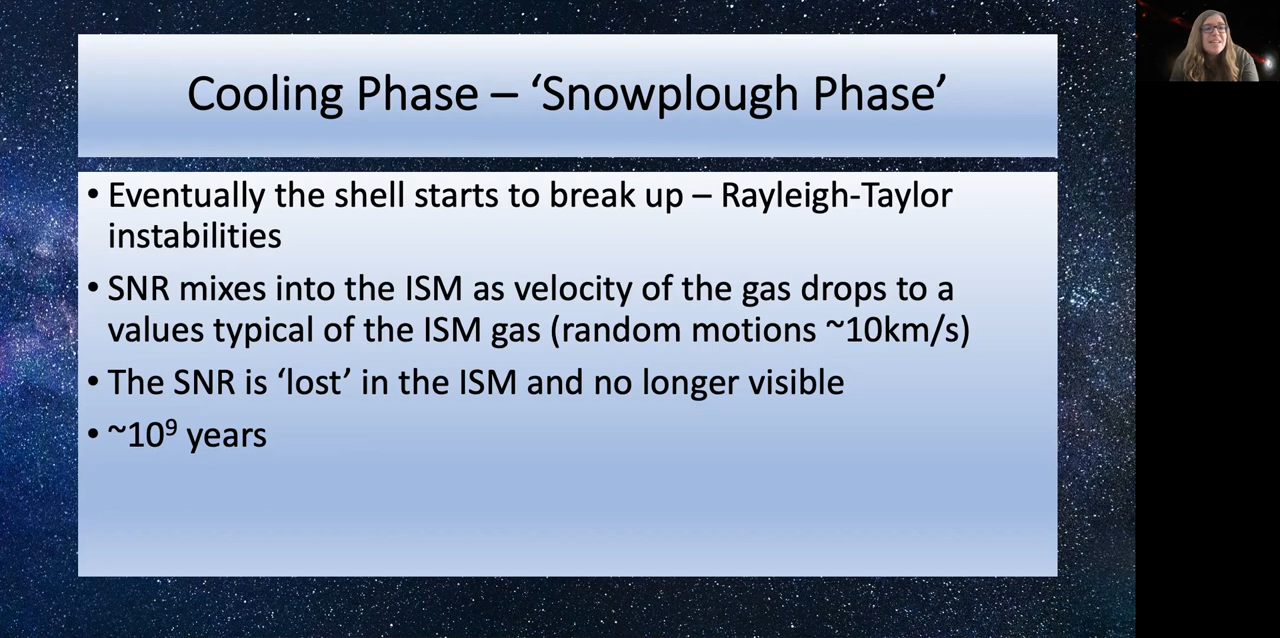 Cooling Phase – ‘Snowplough Phase’
• Eventually the shell starts to break up – Rayleigh-Taylor
instabilities
• SNR mixes into the ISM as velocity of the gas drops to a
values typical of the ISM gas (random motions ~10km/s)
• The SNR is ‘lost’ in the ISM and no longer visible
• ~10⁹ years